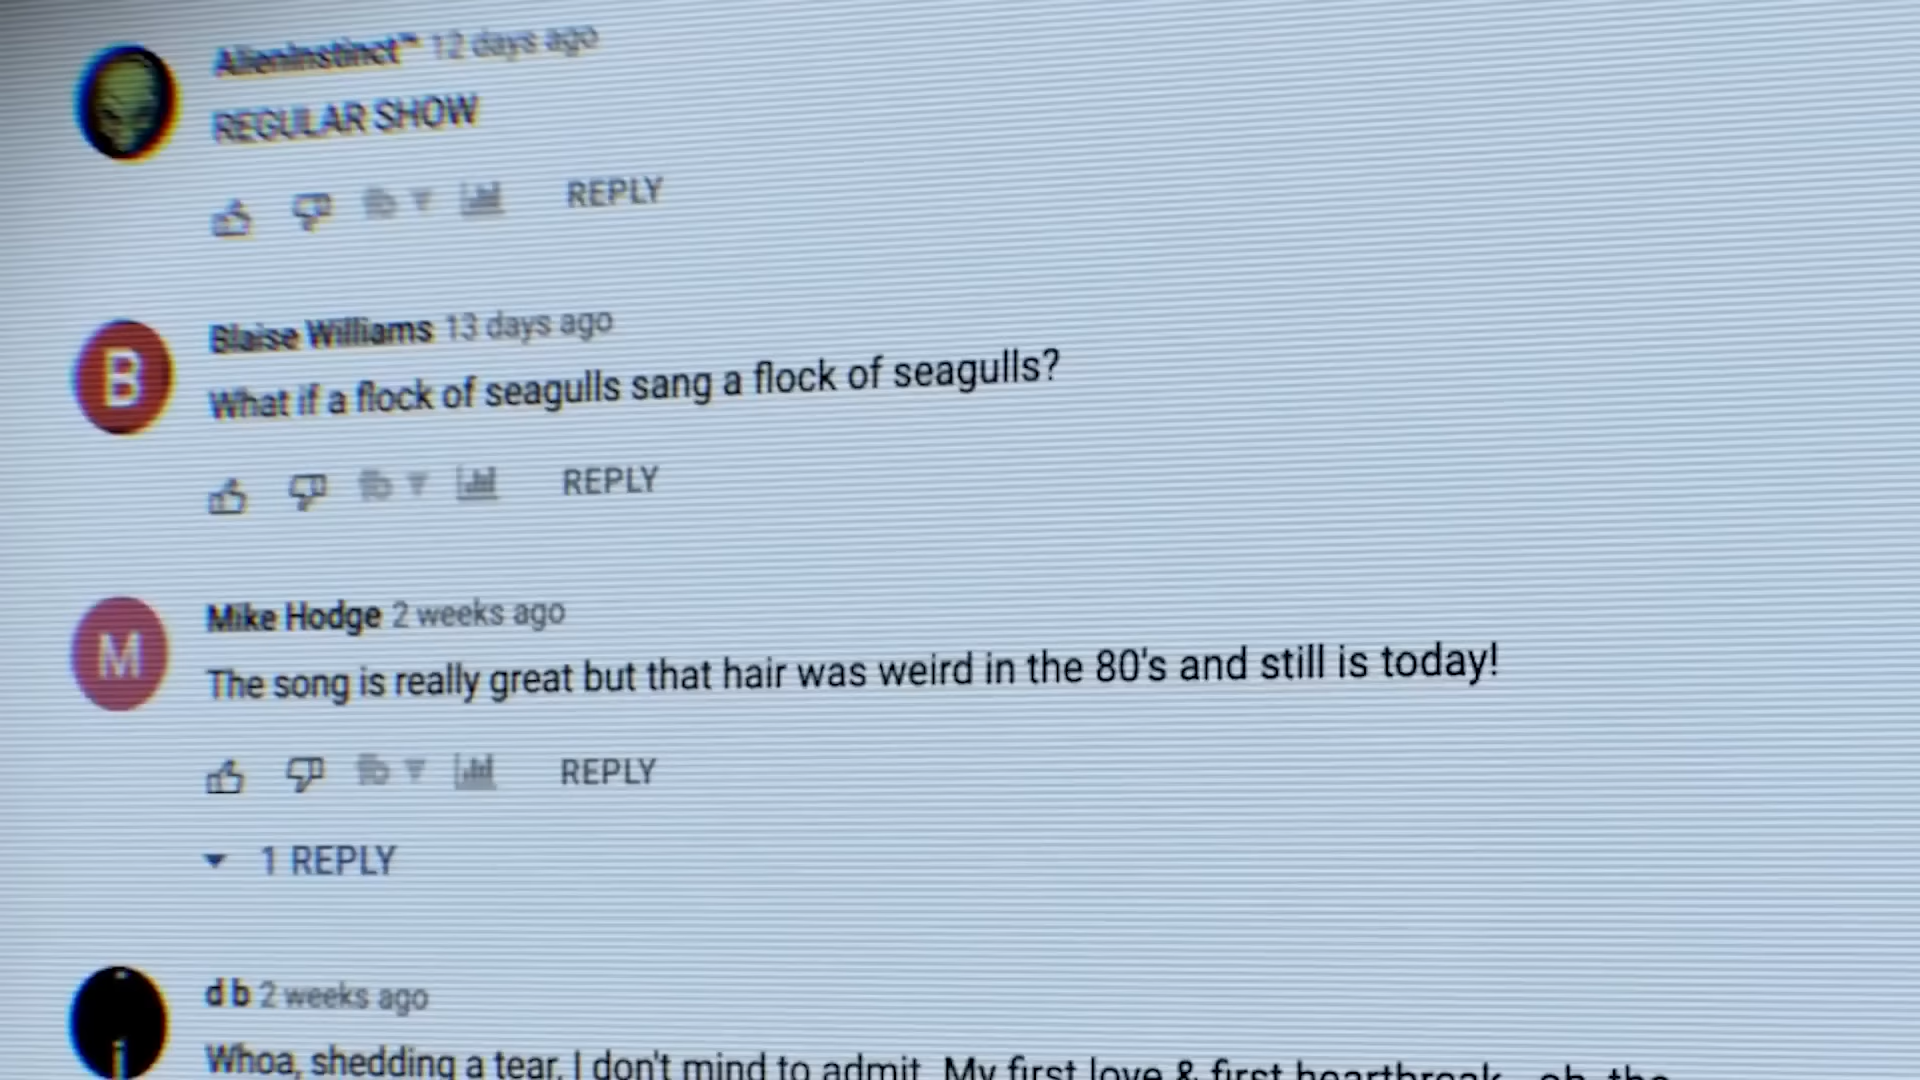 AlienInstinct™ 12 days ago
REGULAR SHOW
REPLY
B
Blaise Williams 13 days ago
What if a flock of seagulls sang a flock of seagulls?
REPLY
M
Mike Hodge 2 weeks ago
The song is really great but that hair was weird in the 80's and still is today!
REPLY
1 REPLY
d b 2 weeks ago
Whoa, shedding a tear, I don't mind to admit. My first love & first heartbreak... oh, the